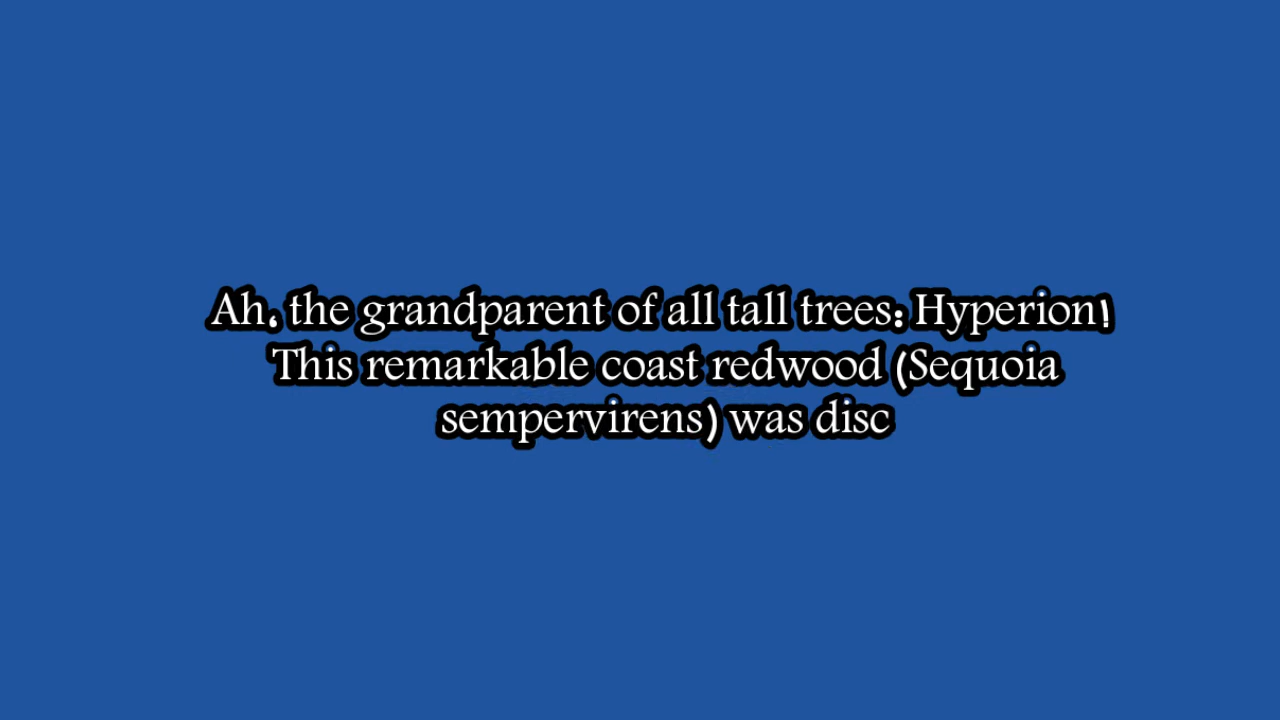 Ah, the grandparent of all tall trees: Hyperion!
This remarkable coast redwood (Sequoia
sempervirens) was disc